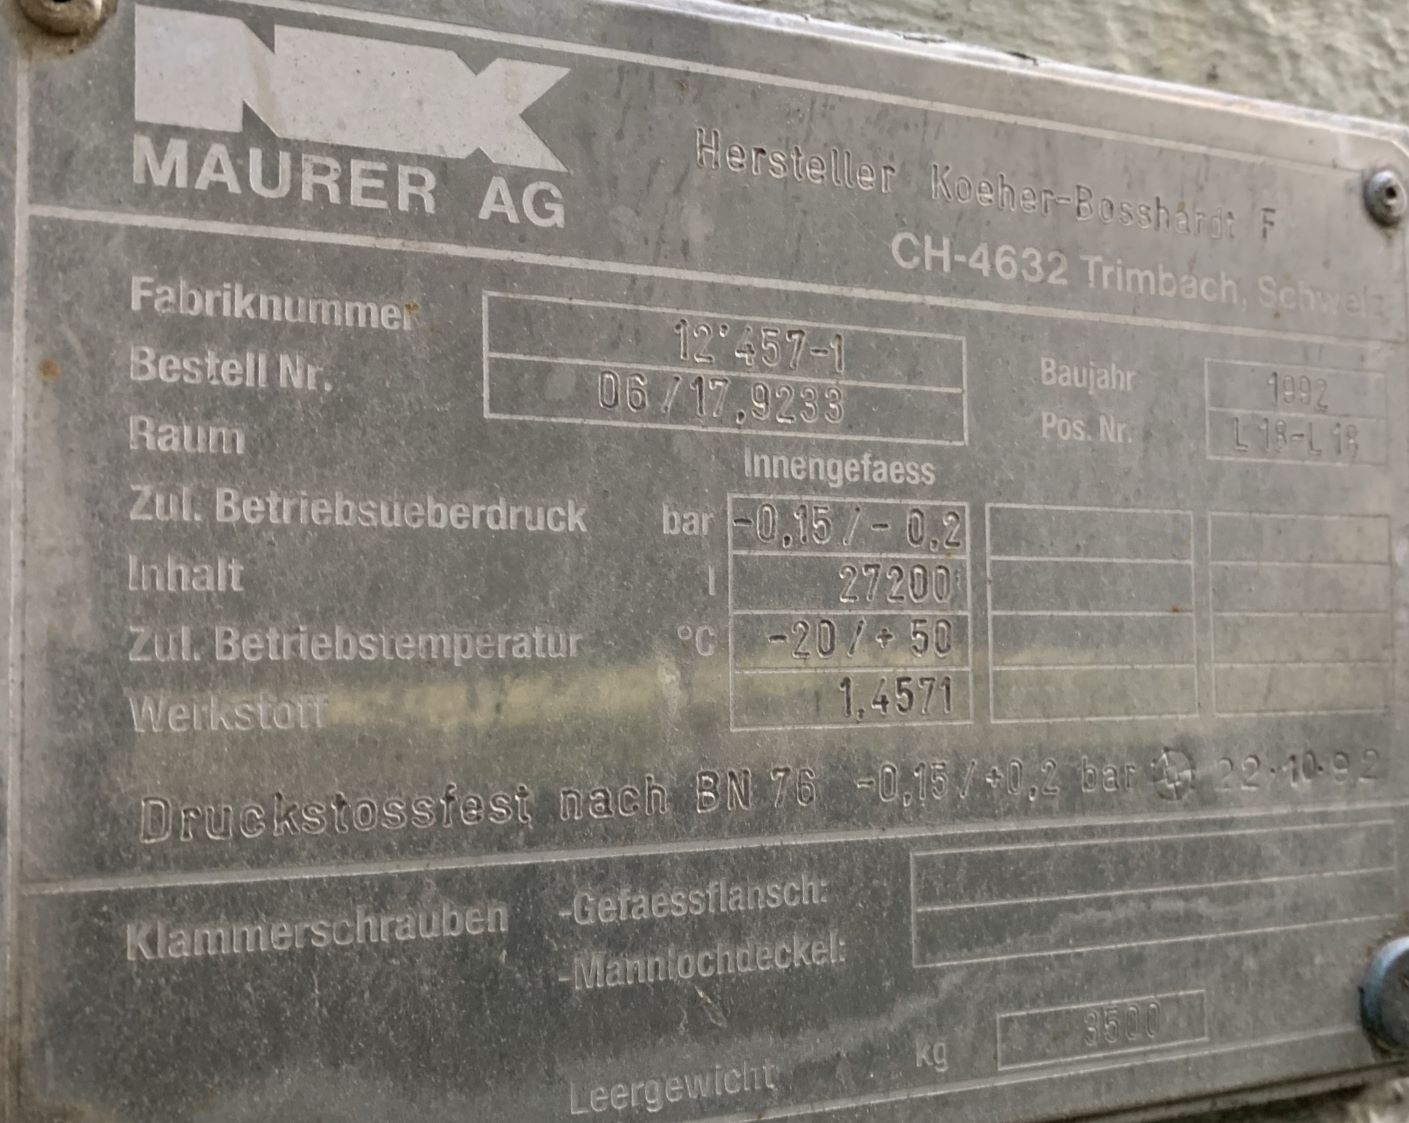 MAURER AG
Hersteller Koeher-Bosshardt F
CH-4632 Trimbach, Schweiz
Fabriknummer 12'457-1
Baujahr 1992
Bestell Nr. 06/17.9233
Pos. Nr. L 18-L 18
Raum Innengefaess
Zul. Betriebsueberdruck bar -0,15 / - 0,2
Inhalt l 27200
Zul. Betriebstemperatur °C -20 / + 50
Werkstoff 1,4571
Druckstossfest nach BN 76 -0,15 / +0,2 bar 22·10·92
Klammerschrauben -Gefaessflansch:
-Mannlochdeckel:
Leergewicht kg 3500